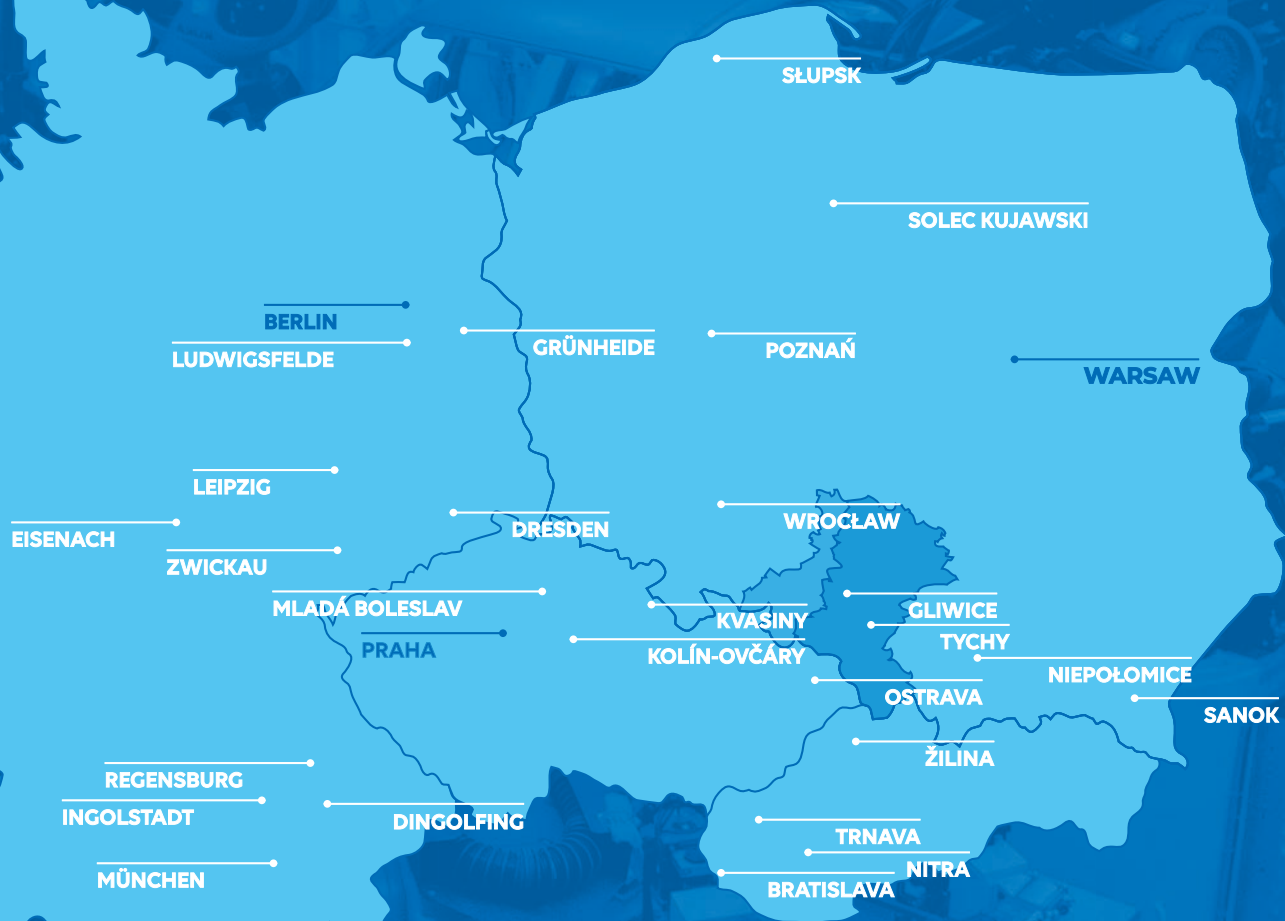 SŁUPSK
SOLEC KUJAWSKI
BERLIN
GRÜNHEIDE
POZNAŃ
LUDWIGSFELDE
WARSAW
LEIPZIG
WROCŁAW
DRESDEN
EISENACH
ZWICKAU
MLADÁ BOLESLAV
GLIWICE
KVASINY
TYCHY
PRAHA
KOLÍN-OVČÁRY
NIEPOŁOMICE
OSTRAVA
SANOK
ŽILINA
REGENSBURG
INGOLSTADT
DINGOLFING
TRNAVA
NITRA
MÜNCHEN
BRATISLAVA